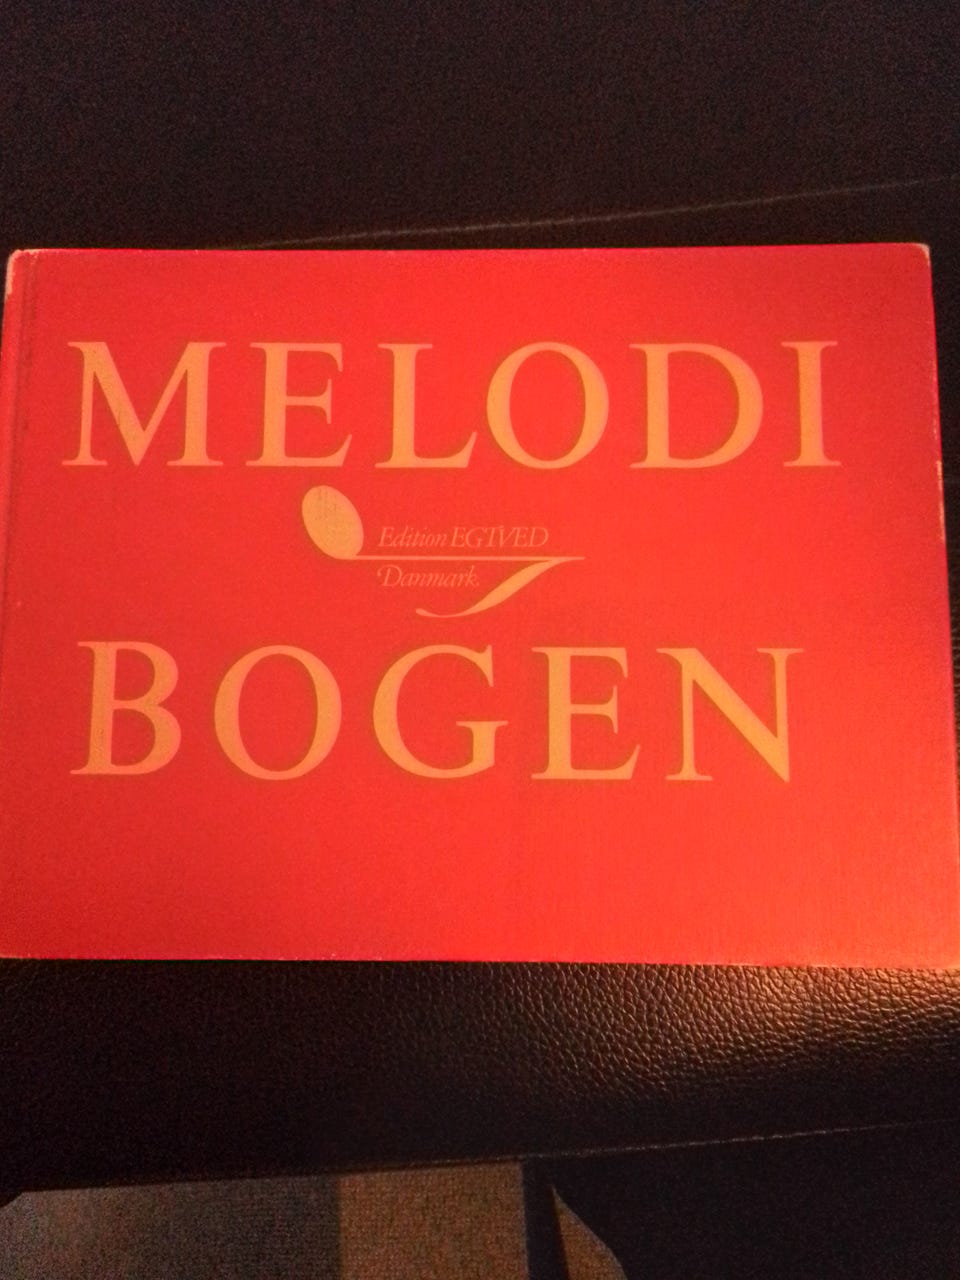 MELODI
Edition EGTVED
Danmark
BOGEN